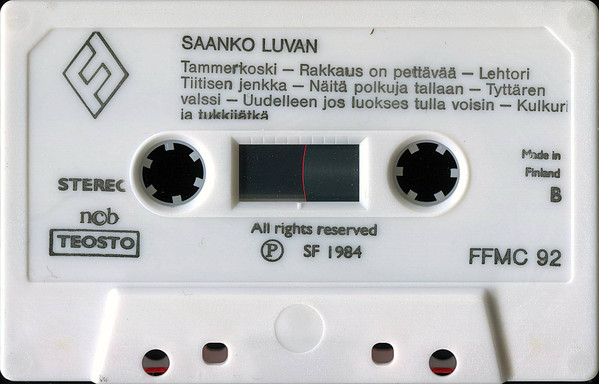 SAANKO LUVAN
Tammerkoski – Rakkaus on pettävää – Lehtori
Tiitisen jenkka – Näitä polkuja tallaan – Tyttären
valssi – Uudelleen jos luokses tulla voisin – Kulkuri
ja tukkijätkä
STEREO
Made in
Finland
B
ncb
TEOSTO
All rights reserved
Ⓟ SF 1984
FFMC 92